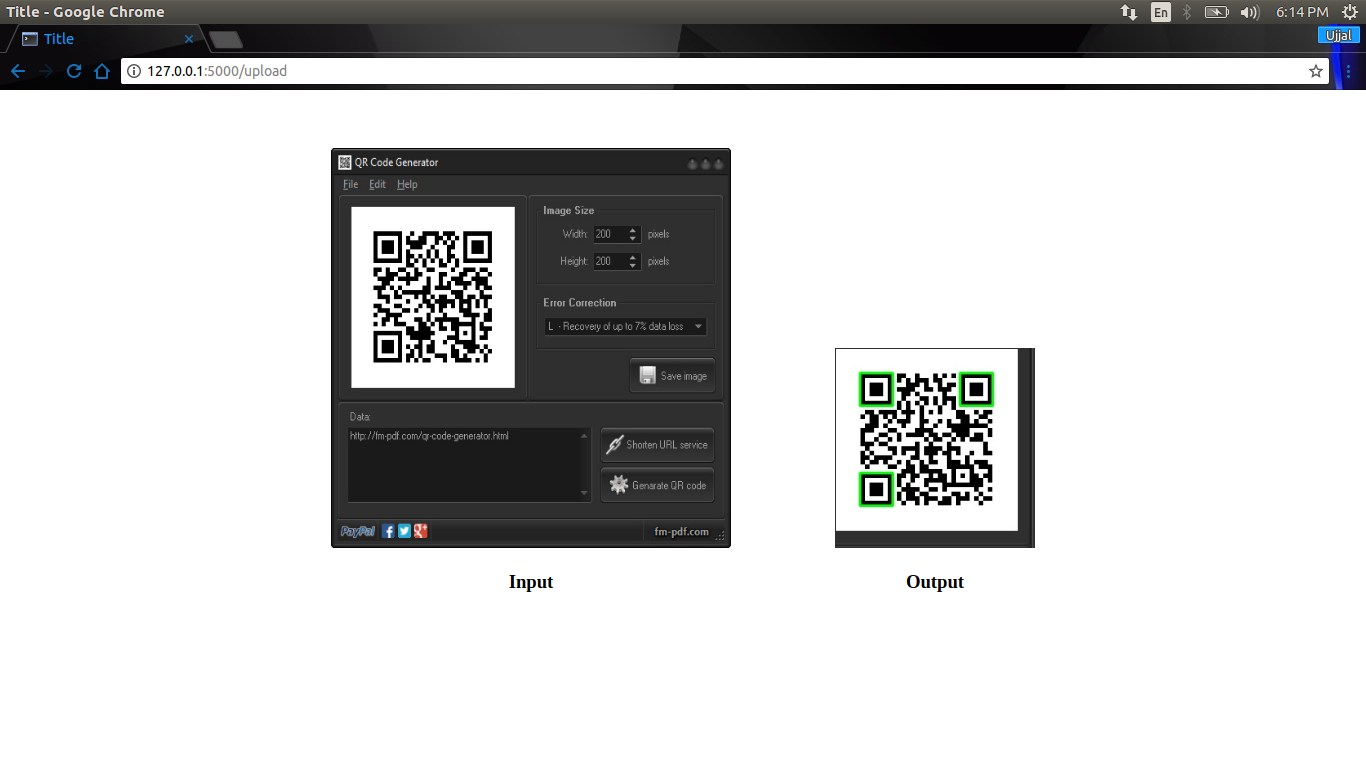 Title - Google Chrome
En
6:14 PM
Title
Ujjal
127.0.0.1:5000/upload
QR Code Generator
File Edit Help
Image Size
Width: 200 pixels
Height: 200 pixels
Error Correction
L - Recovery of up to 7% data loss
Save image
Data:
http://fm-pdf.com/qr-code-generator.html
Shorten URL service
Genarate QR code
PayPal
fm-pdf.com
Input
Output